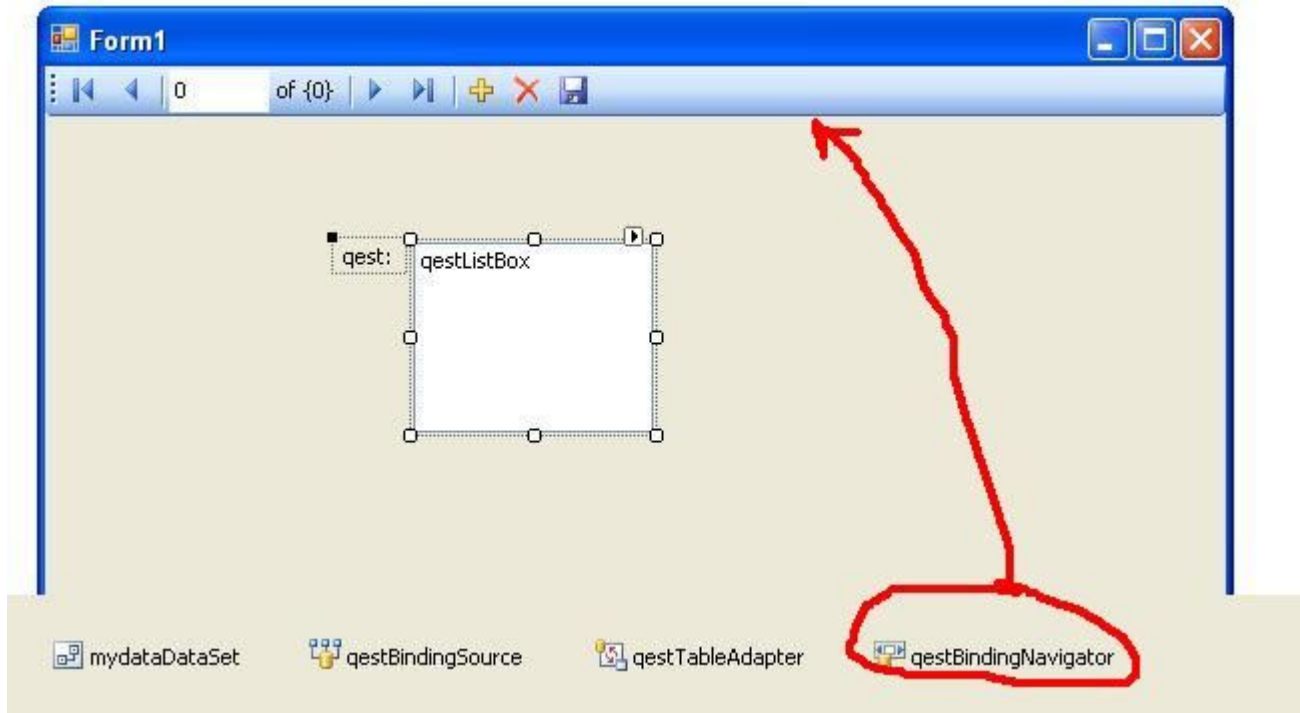 Form1
0 of {0}
qest: qestListBox
mydataDataSet qestBindingSource qestTableAdapter qestBindingNavigator